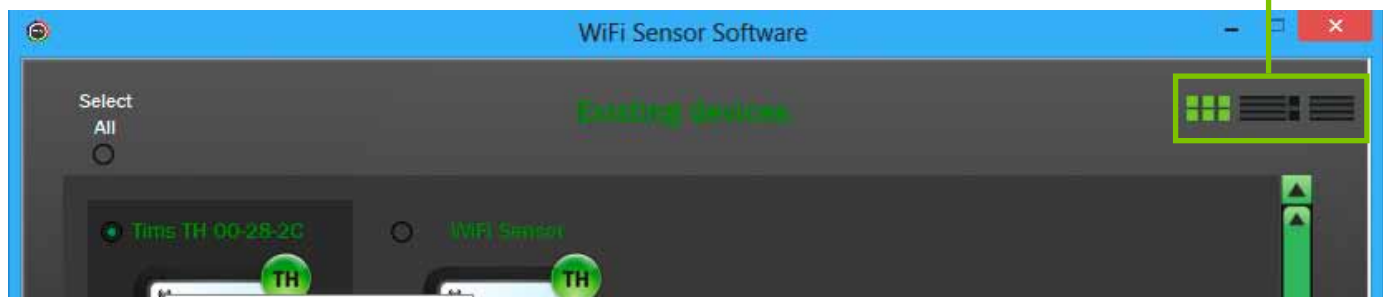 WiFi Sensor Software
Select
All
Existing devices
Tims TH 00-28-2C
WiFi Sensor
TH
TH